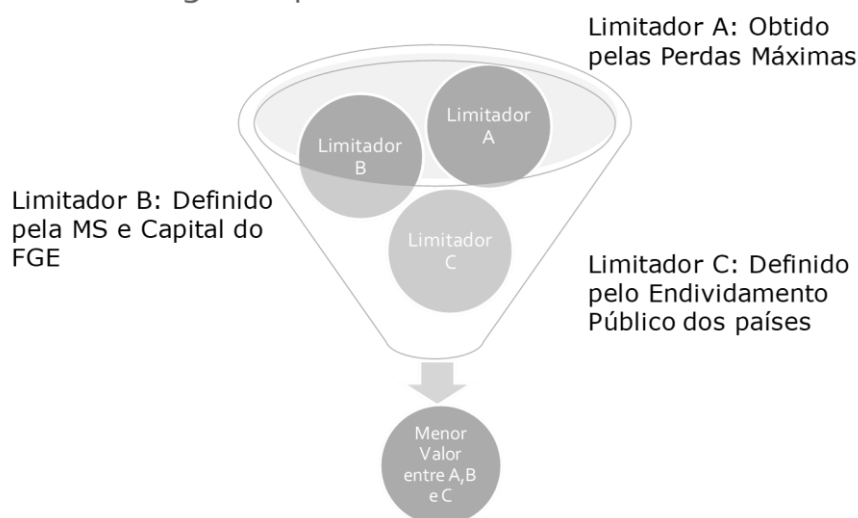 Limitador A: Obtido
pelas Perdas Máximas
Limitador
A
Limitador
B
Limitador B: Definido
pela MS e Capital do
FGE
Limitador
C
Limitador C: Definido
pelo Endividamento
Público dos países
Menor
Valor
entre A,B
e C